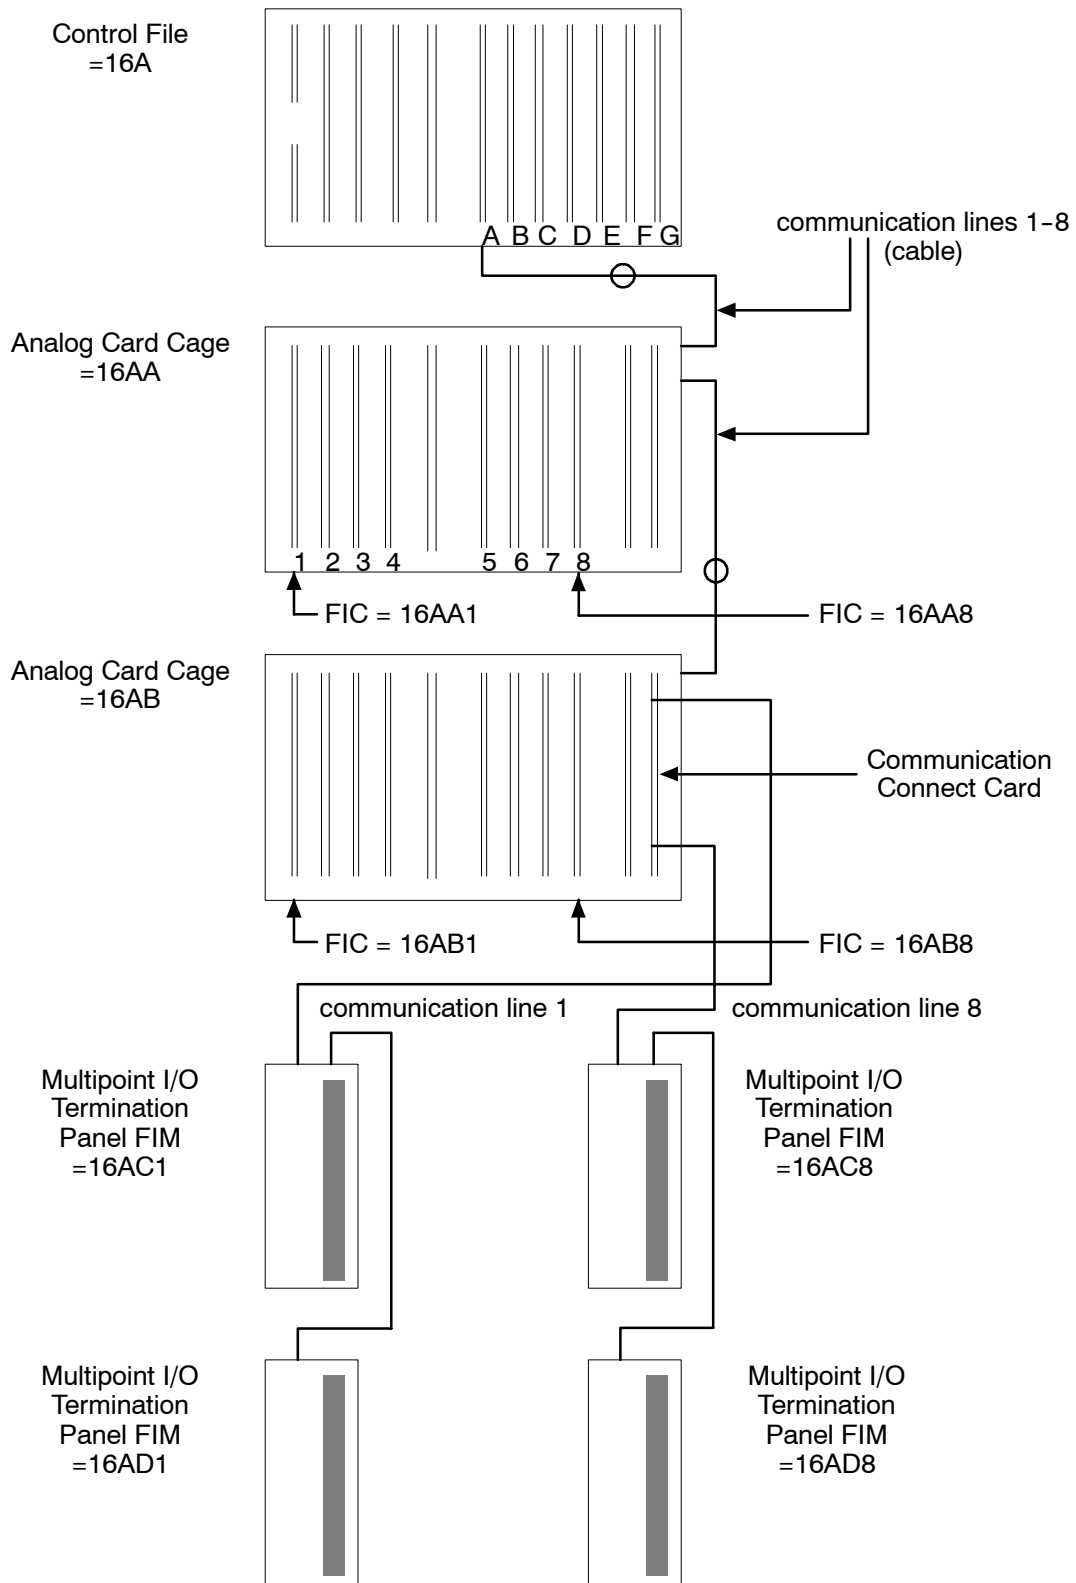 Control File
=16A
A B C D E F G
communication lines 1-8
(cable)
Analog Card Cage
=16AA
1 2 3 4 5 6 7 8
FIC = 16AA1
FIC = 16AA8
Analog Card Cage
=16AB
Communication
Connect Card
FIC = 16AB1
FIC = 16AB8
communication line 1
communication line 8
Multipoint I/O
Termination
Panel FIM
=16AC1
Multipoint I/O
Termination
Panel FIM
=16AC8
Multipoint I/O
Termination
Panel FIM
=16AD1
Multipoint I/O
Termination
Panel FIM
=16AD8